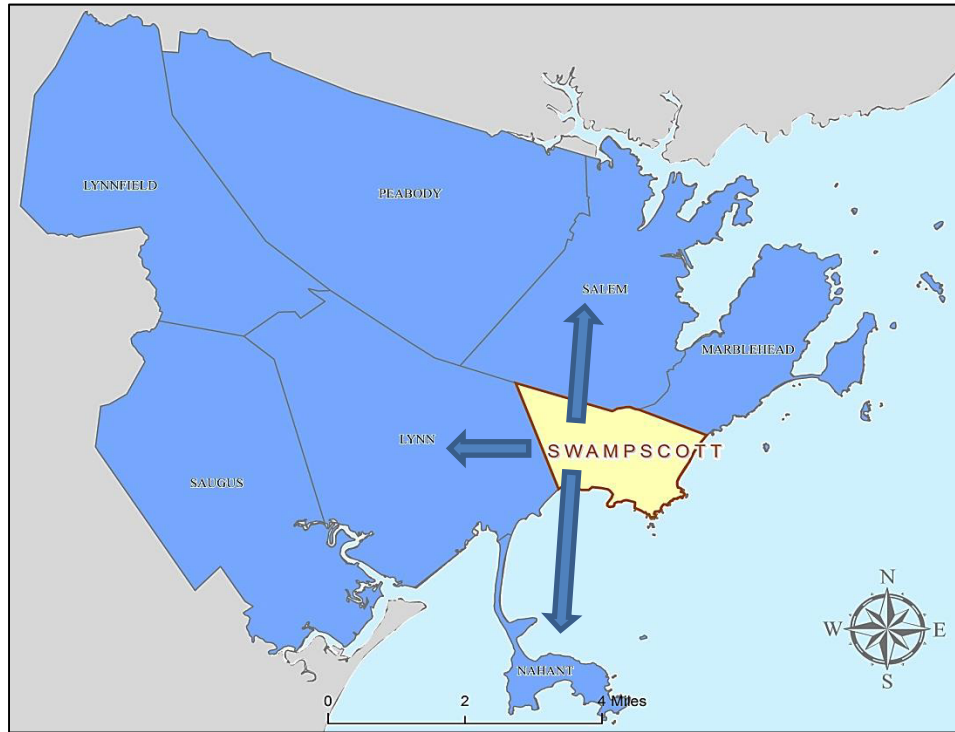 LYNNFIELD
PEABODY
SALEM
MARBLEHEAD
LYNN
SWAMPSCOTT
SAUGUS
NAHANT
N
W E
S
0 2 4 Miles